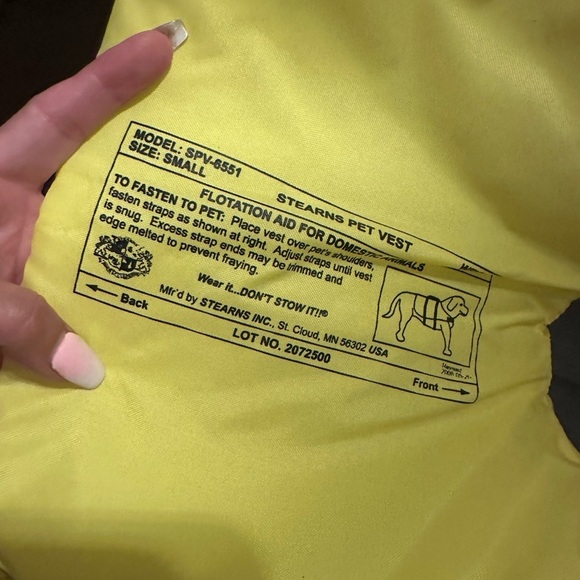 MODEL: SPV-6551
SIZE: SMALL
STEARNS PET VEST
FLOTATION AID FOR DOMESTIC ANIMALS
TO FASTEN TO PET: Place vest over pet's shoulders,
fasten straps as shown at right. Adjust straps until vest
is snug. Excess strap ends may be trimmed and
edge melted to prevent fraying.
Wear it...DON'T STOW IT!!®
Mfr'd by STEARNS INC., St. Cloud, MN 56302 USA
LOT NO. 2072500
Back
Front